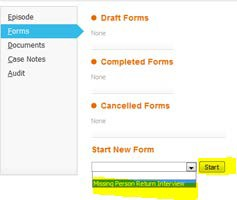 Episode
Forms
Documents
Case Notes
Audit
Draft Forms
None
Completed Forms
None
Cancelled Forms
None
Start New Form
Start
Missing Person Return Interview